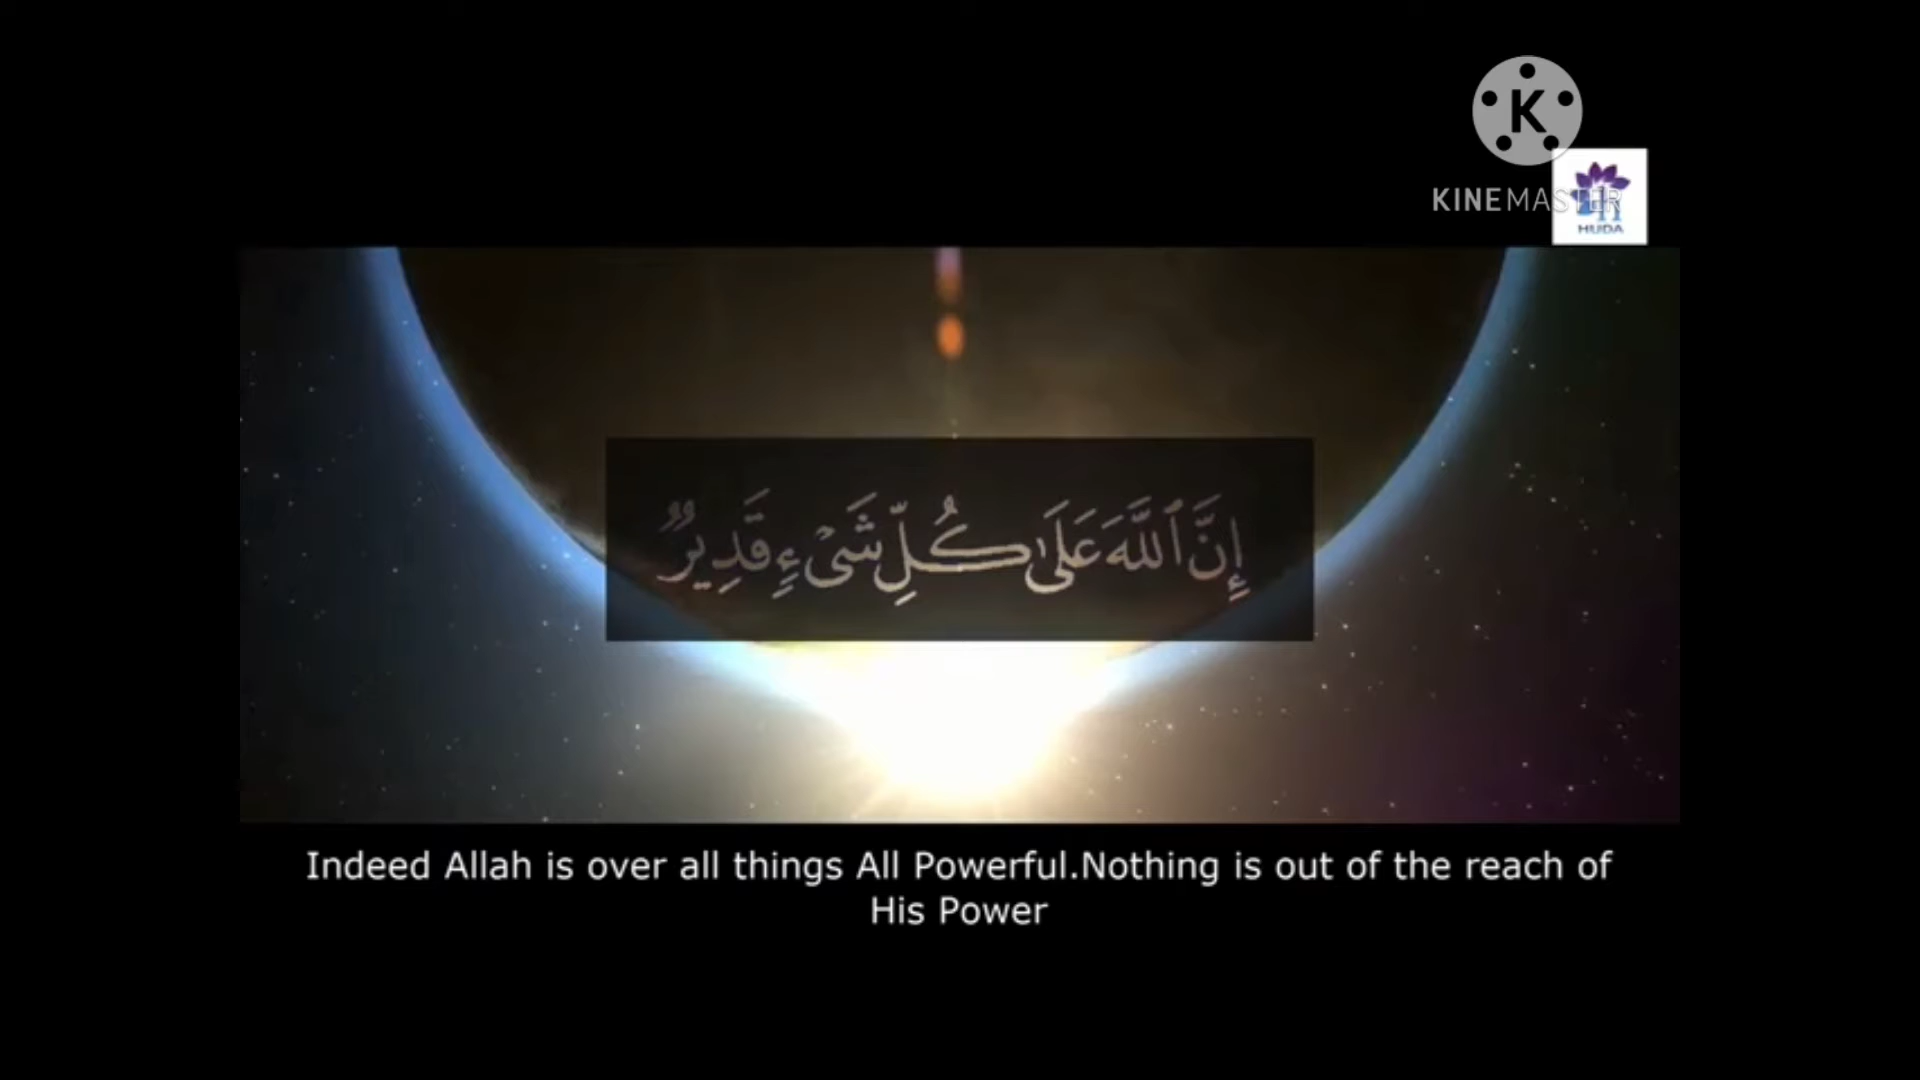 KINEMASTER
HUDA
إِنَّ ٱللَّهَ عَلَىٰ كُلِّ شَىْءٍ قَدِيرٌ
Indeed Allah is over all things All Powerful.Nothing is out of the reach of
His Power